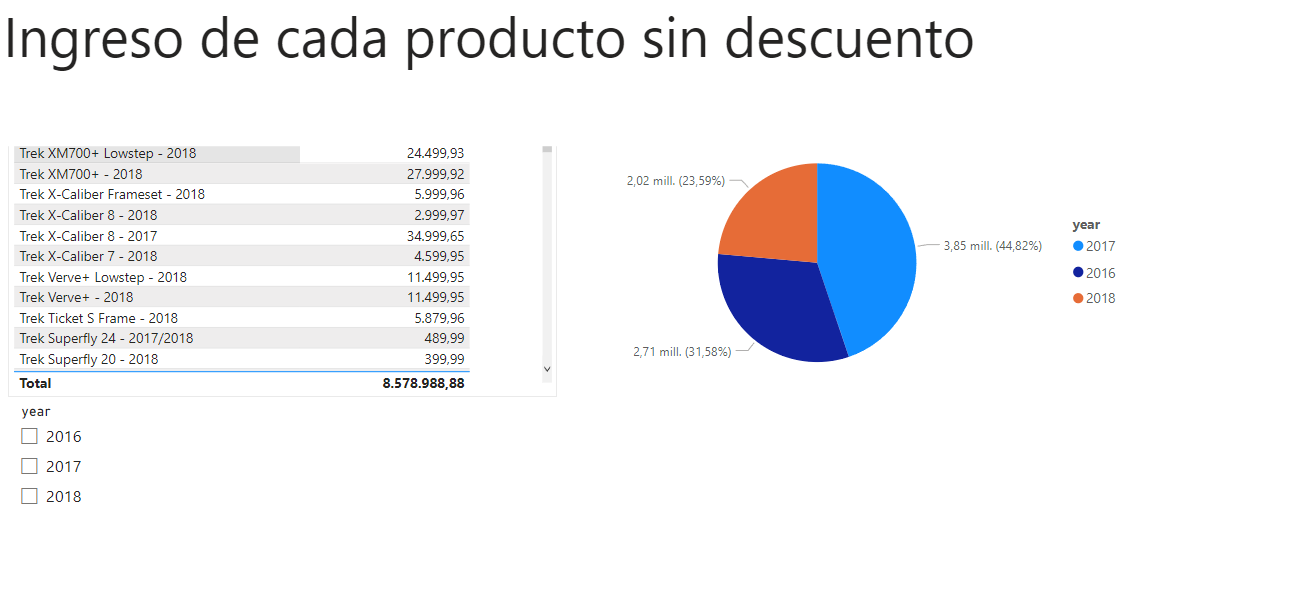 Ingreso de cada producto sin descuento
Trek XM700+ Lowstep - 2018 24.499,93
Trek XM700+ - 2018 27.999,92
Trek X-Caliber Frameset - 2018 5.999,96
Trek X-Caliber 8 - 2018 2.999,97
Trek X-Caliber 8 - 2017 34.999,65
Trek X-Caliber 7 - 2018 4.599,95
Trek Verve+ Lowstep - 2018 11.499,95
Trek Verve+ - 2018 11.499,95
Trek Ticket S Frame - 2018 5.879,96
Trek Superfly 24 - 2017/2018 489,99
Trek Superfly 20 - 2018 399,99
Total 8.578.988,88
year
2016
2017
2018
2,02 mill. (23,59%)
3,85 mill. (44,82%)
2,71 mill. (31,58%)
year
2017
2016
2018